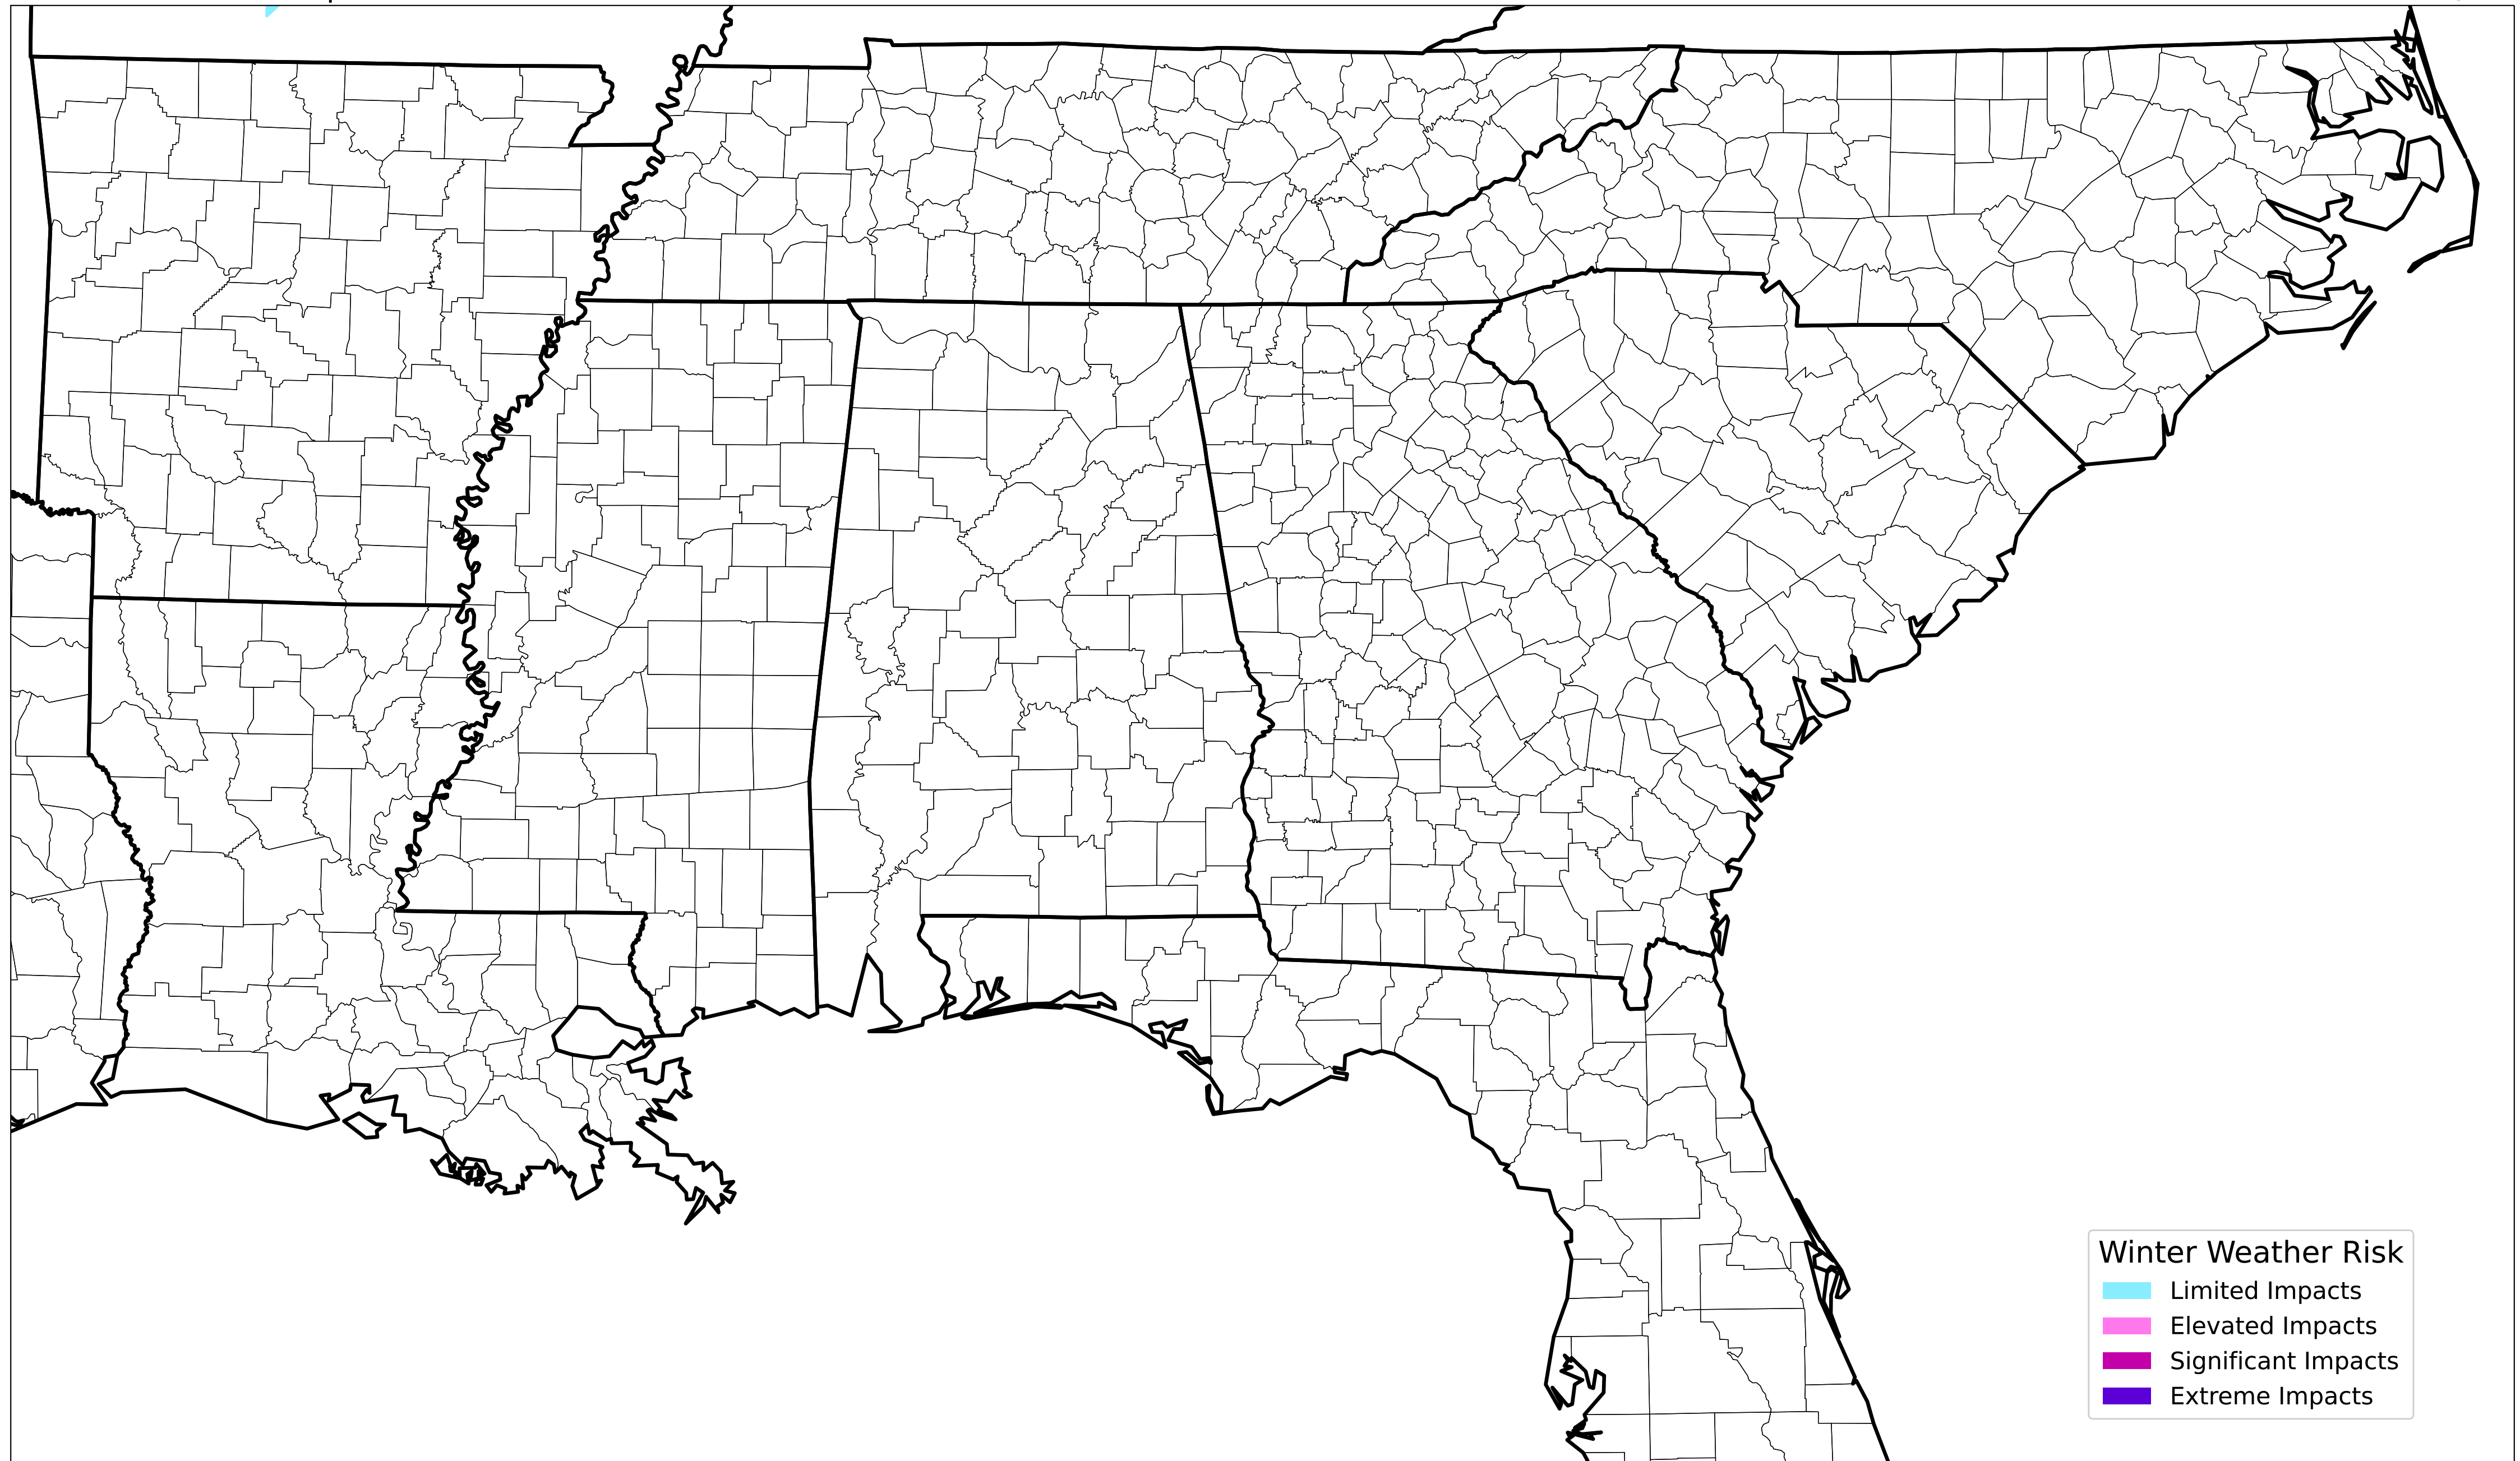 Winter Weather Risk
Limited Impacts
Elevated Impacts
Significant Impacts
Extreme Impacts